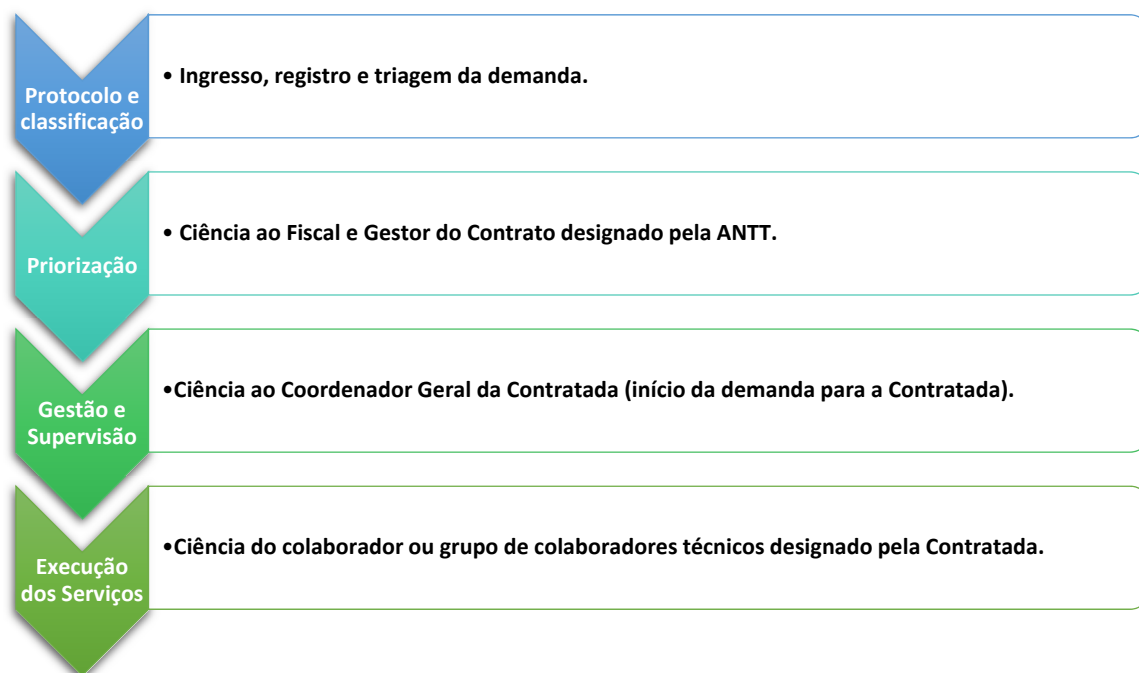 Protocolo e
classificação
• Ingresso, registro e triagem da demanda.
Priorização
• Ciência ao Fiscal e Gestor do Contrato designado pela ANTT.
Gestão e
Supervisão
•Ciência ao Coordenador Geral da Contratada (início da demanda para a Contratada).
Execução
dos Serviços
•Ciência do colaborador ou grupo de colaboradores técnicos designado pela Contratada.